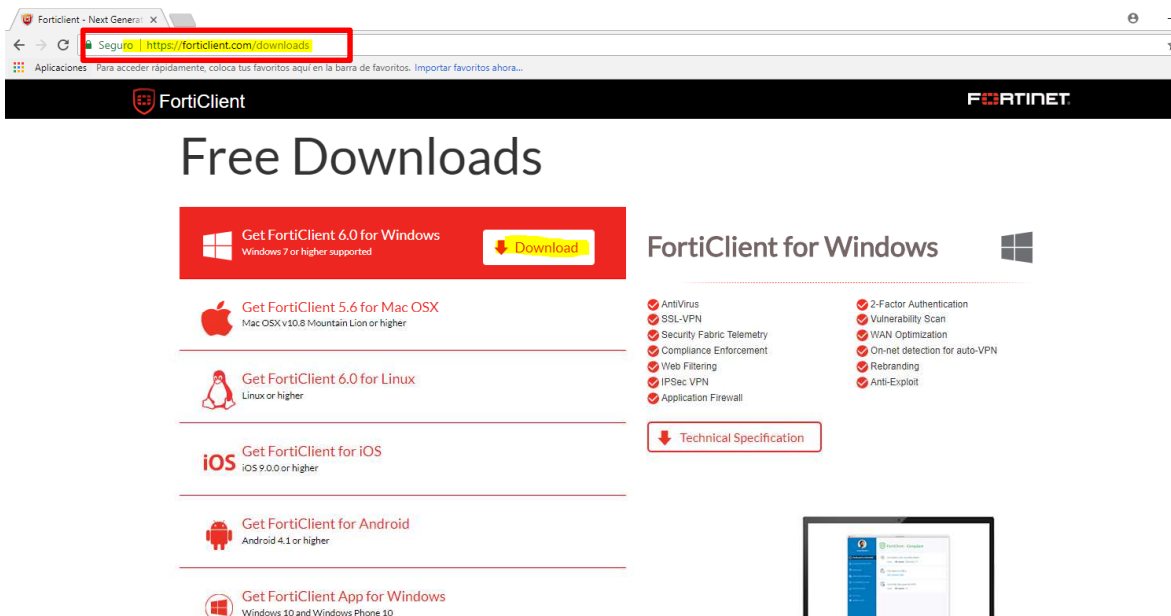 Forticlient - Next Generat
Seguro | https://forticlient.com/downloads
Aplicaciones Para acceder rápidamente, coloca tus favoritos aquí en la barra de favoritos. Importar favoritos ahora...
FortiClient
FORTINET
Free Downloads
Get FortiClient 6.0 for Windows
Windows 7 or higher supported
Download
Get FortiClient 5.6 for Mac OSX
Mac OSX v10.8 Mountain Lion or higher
Get FortiClient 6.0 for Linux
Linux or higher
iOS
Get FortiClient for iOS
iOS 9.0.0 or higher
Get FortiClient for Android
Android 4.1 or higher
Get FortiClient App for Windows
Windows 10 and Windows Phone 10
FortiClient for Windows
AntiVirus
SSL-VPN
Security Fabric Telemetry
Compliance Enforcement
Web Filtering
IPSec VPN
Application Firewall
2-Factor Authentication
Vulnerability Scan
WAN Optimization
On-net detection for auto-VPN
Rebranding
Anti-Exploit
Technical Specification